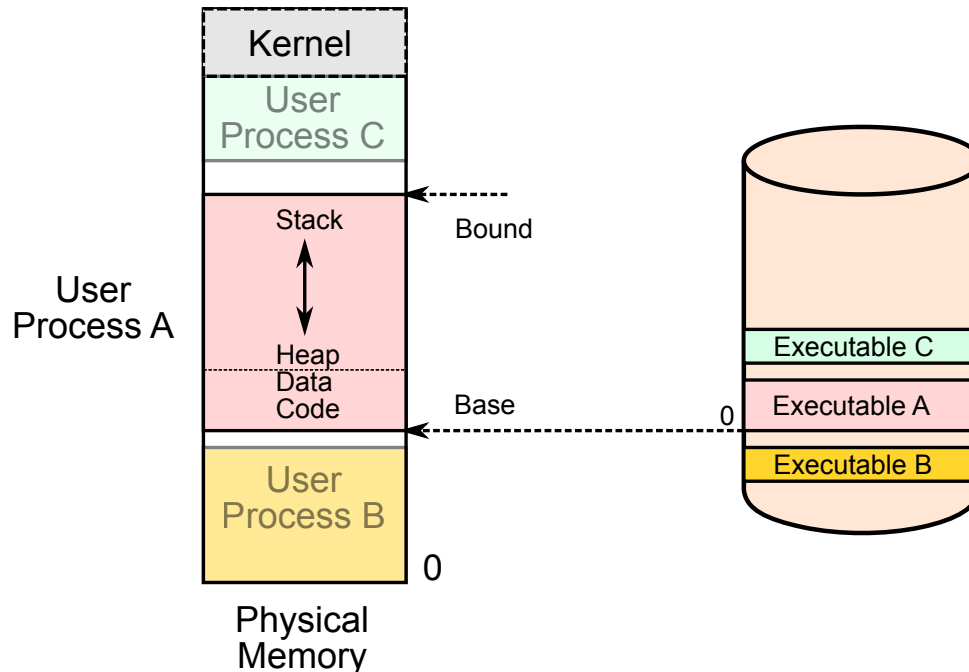 Kernel
User
Process C
Stack
Bound
User
Process A
Heap
Data
Code
Base
0
Executable C
Executable A
Executable B
User
Process B
0
Physical
Memory